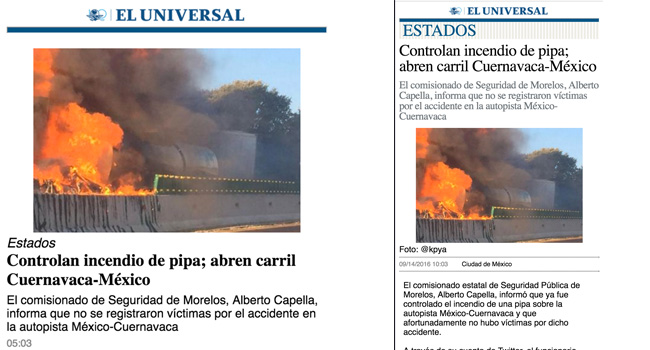 EL UNIVERSAL
Estados
Controlan incendio de pipa; abren carril
Cuernavaca-México
El comisionado de Seguridad de Morelos, Alberto Capella,
informa que no se registraron víctimas por el accidente en
la autopista México-Cuernavaca
05:03
EL UNIVERSAL
ESTADOS
Controlan incendio de pipa;
abren carril Cuernavaca-México
El comisionado de Seguridad de Morelos, Alberto
Capella, informa que no se registraron víctimas
por el accidente en la autopista México-
Cuernavaca
Foto: @kpya
09/14/2016 10:03 Ciudad de México
El comisionado estatal de Seguridad Pública de
Morelos, Alberto Capella, informó que ya fue
controlado el incendio de una pipa sobre la
autopista México-Cuernavaca y que
afortunadamente no hubo víctimas por dicho
accidente.
A través de su cuenta de Twitter, el funcionario